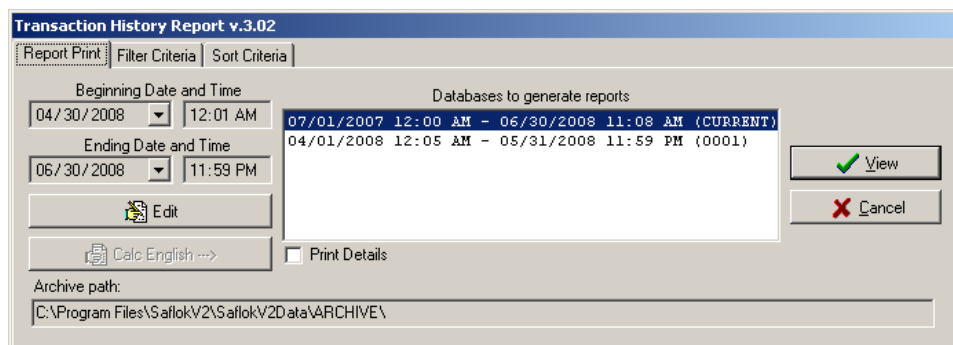 Transaction History Report v.3.02
Report Print Filter Criteria Sort Criteria
Beginning Date and Time
04/30/2008 12:01 AM
Ending Date and Time
06/30/2008 11:59 PM
Edit
Calc English --->
Databases to generate reports
07/01/2007 12:00 AM - 06/30/2008 11:08 AM (CURRENT)
04/01/2008 12:05 AM - 05/31/2008 11:59 PM (0001)
Print Details
View
Cancel
Archive path:
C:\Program Files\SaflokV2\SaflokV2Data\ARCHIVE\